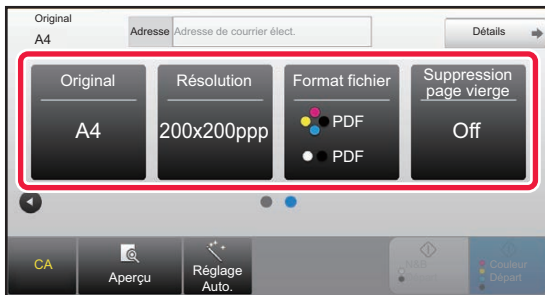 Original
A4
Adresse
Adresse de courrier élect.
Détails
Original
A4
Résolution
200x200ppp
Format fichier
PDF
PDF
Suppression
page vierge
Off
CA
Aperçu
Réglage
Auto.
N&B
Départ
Couleur
Départ